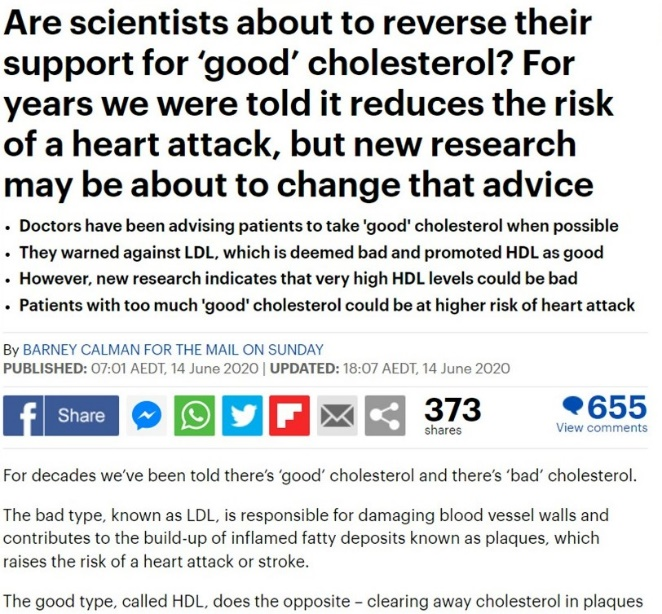 Are scientists about to reverse their
support for ‘good’ cholesterol? For
years we were told it reduces the risk
of a heart attack, but new research
may be about to change that advice
• Doctors have been advising patients to take 'good' cholesterol when possible
• They warned against LDL, which is deemed bad and promoted HDL as good
• However, new research indicates that very high HDL levels could be bad
• Patients with too much 'good' cholesterol could be at higher risk of heart attack
By BARNEY CALMAN FOR THE MAIL ON SUNDAY
PUBLISHED: 07:01 AEDT, 14 June 2020 | UPDATED: 18:07 AEDT, 14 June 2020
f Share
373
shares
655
View comments
For decades we’ve been told there’s ‘good’ cholesterol and there’s ‘bad’ cholesterol.
The bad type, known as LDL, is responsible for damaging blood vessel walls and
contributes to the build-up of inflamed fatty deposits known as plaques, which
raises the risk of a heart attack or stroke.
The good type, called HDL, does the opposite – clearing away cholesterol in plaques